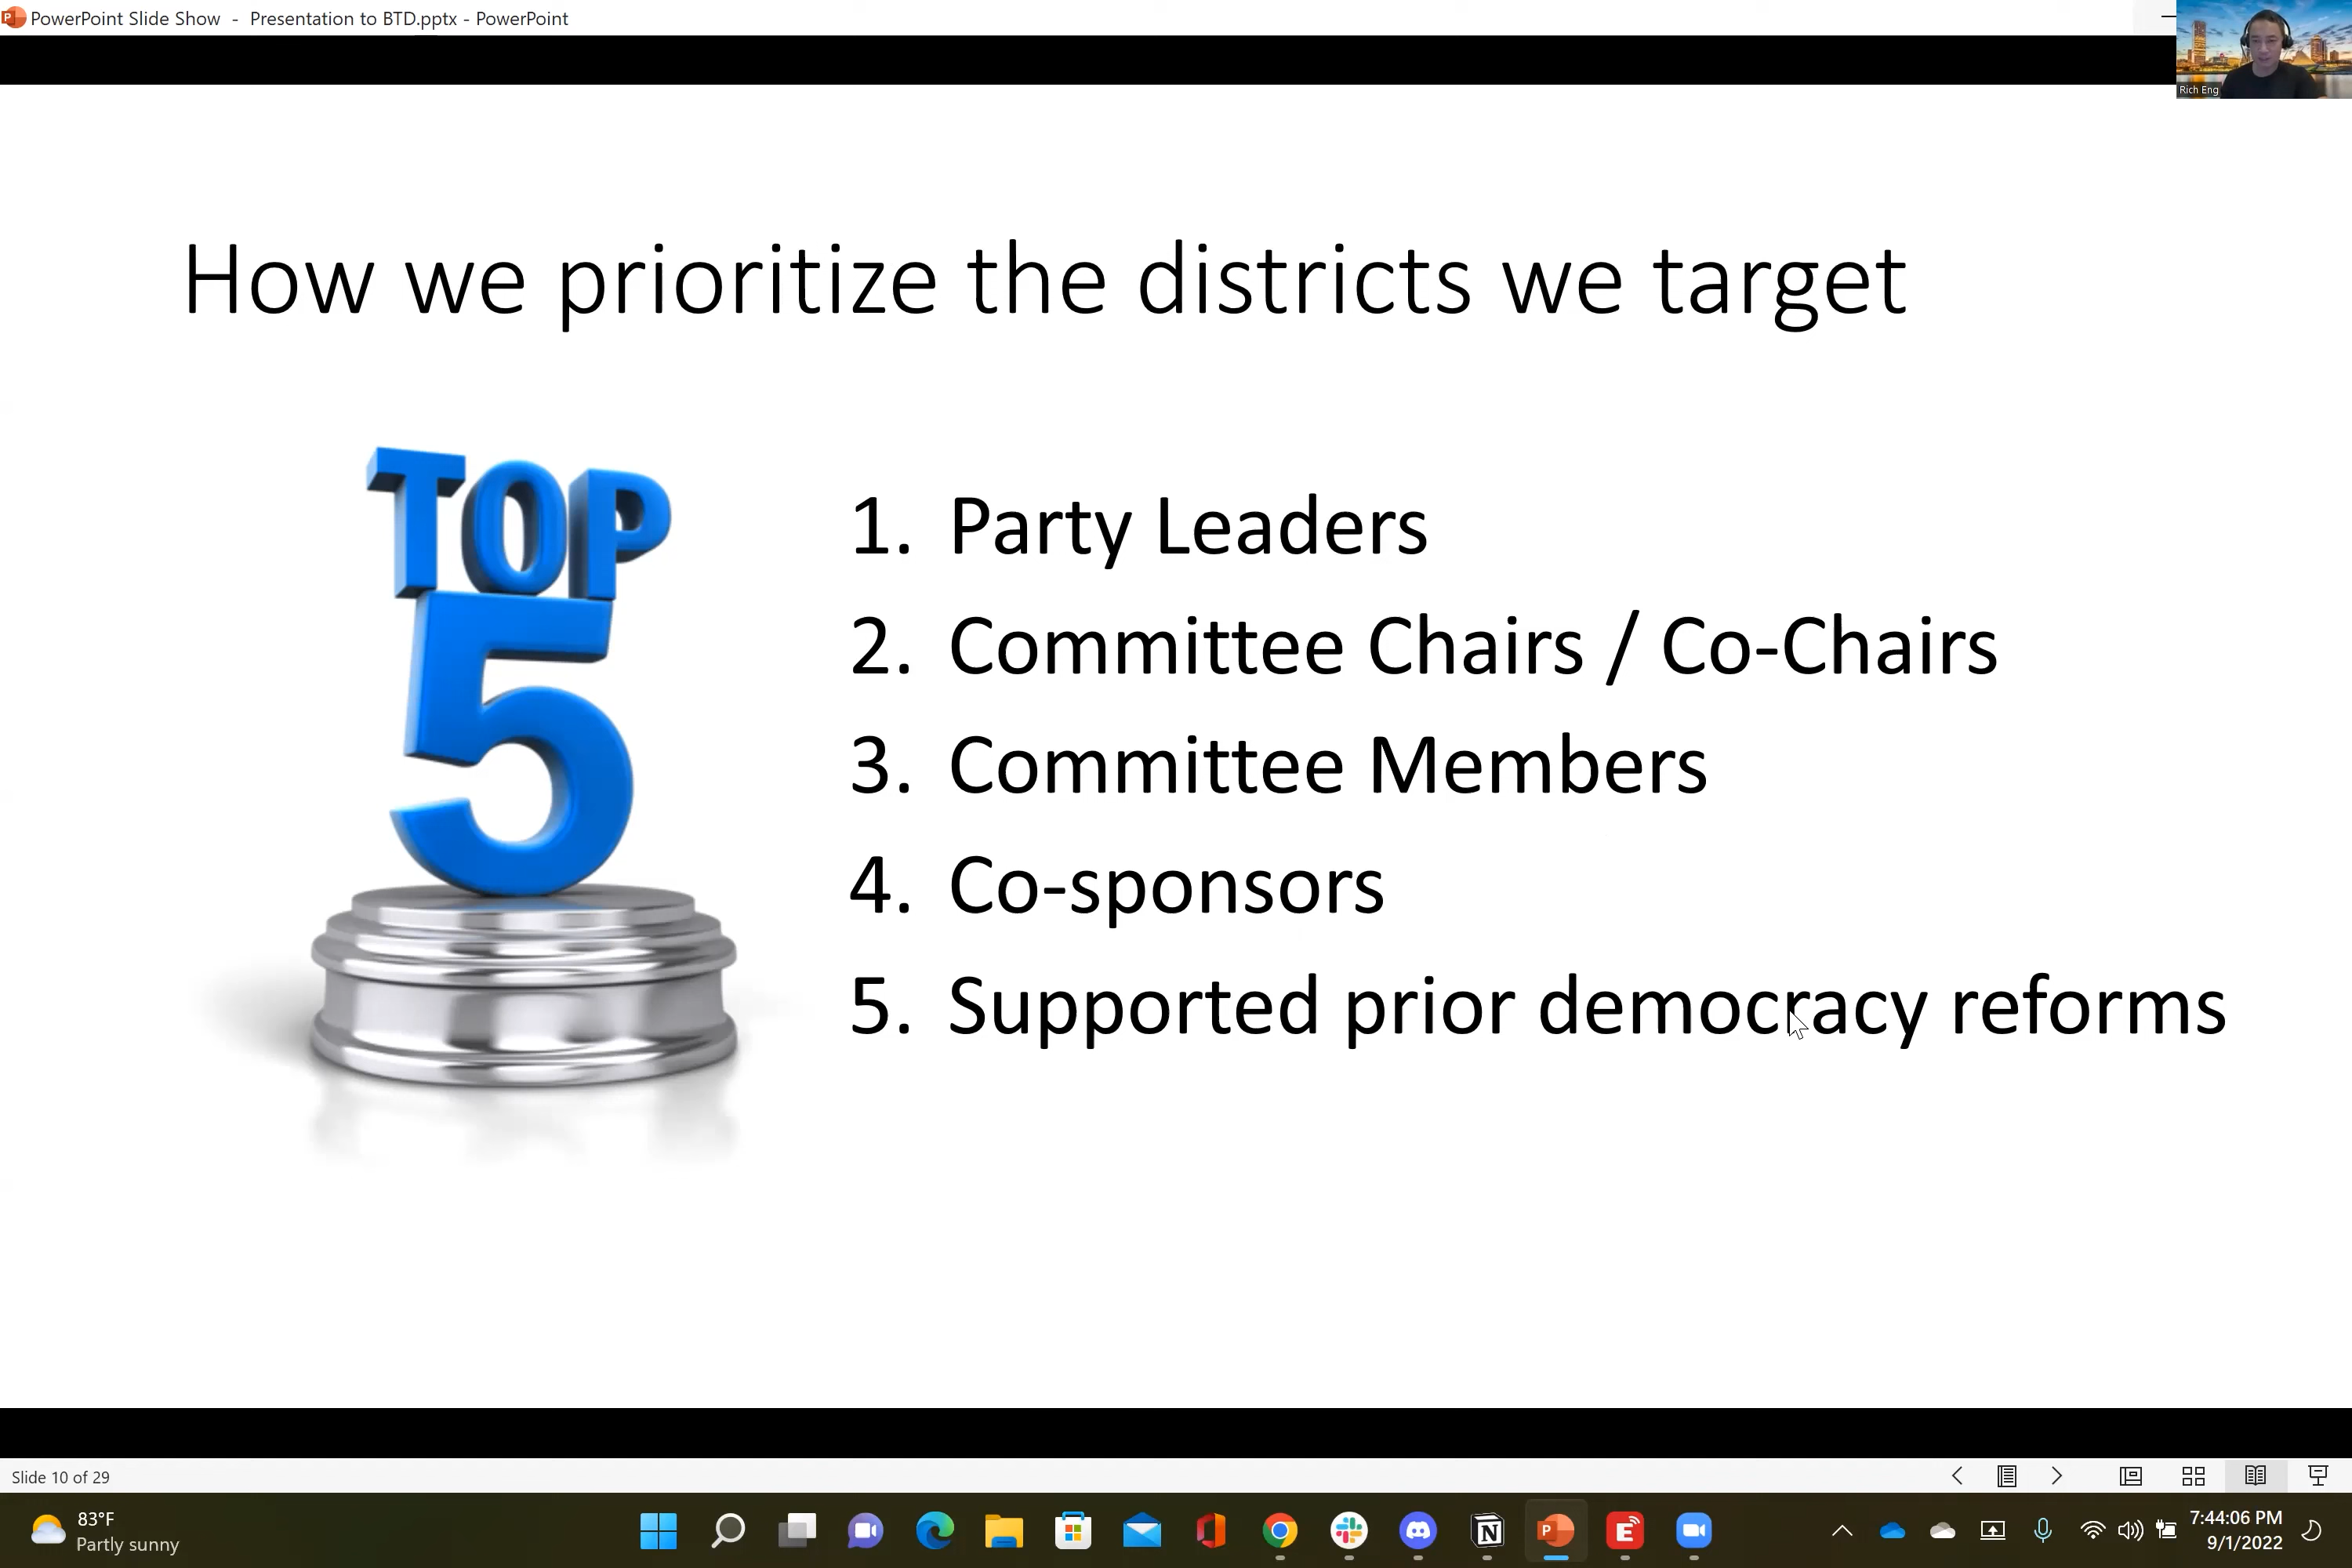 PowerPoint Slide Show - Presentation to BTD.pptx - PowerPoint
Rich Eng
How we prioritize the districts we target
TOP
5
1. Party Leaders
2. Committee Chairs / Co-Chairs
3. Committee Members
4. Co-sponsors
5. Supported prior democracy reforms
Slide 10 of 29
83°F
Partly sunny
7:44:06 PM
9/1/2022